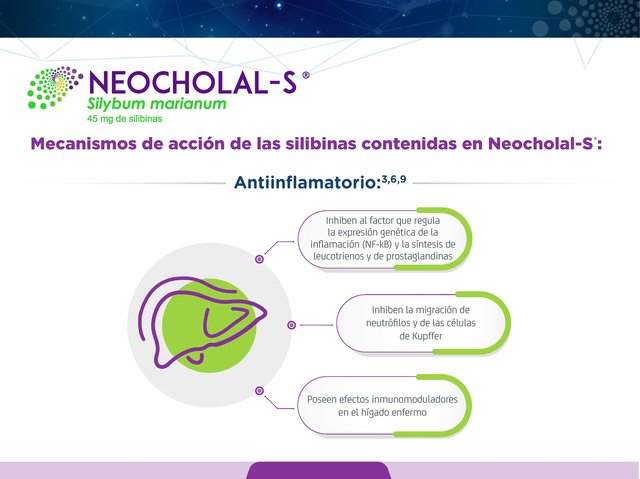 NEOCHOLAL-S ®
Silybum marianum
45 mg de silibinas
Mecanismos de acción de las silibinas contenidas en Neocholal-S®:
Antiinflamatorio:3,6,9
Inhiben al factor que regula
la expresión genética de la
inflamación (NF-kB) y la síntesis de
leucotrienos y de prostaglandinas
Inhiben la migración de
neutrófilos y de las células
de Kupffer
Poseen efectos inmunomoduladores
en el hígado enfermo